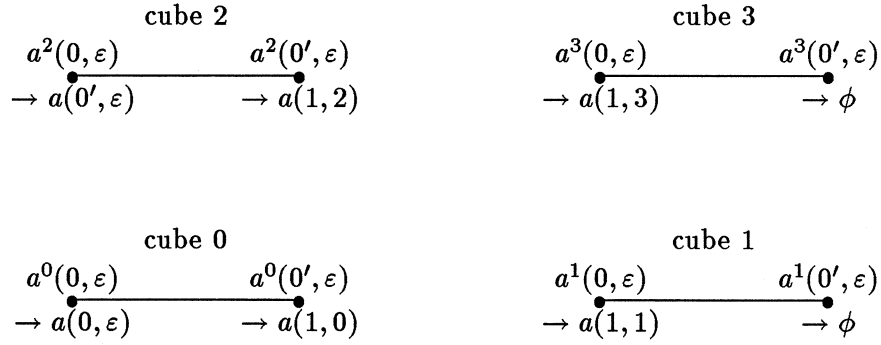 cube 2 cube 3
a²(0, ε) a²(0′, ε) a³(0, ε) a³(0′, ε)
→ a(0′, ε) → a(1, 2) → a(1, 3) → ϕ
cube 0 cube 1
a⁰(0, ε) a⁰(0′, ε) a¹(0, ε) a¹(0′, ε)
→ a(0, ε) → a(1, 0) → a(1, 1) → ϕ